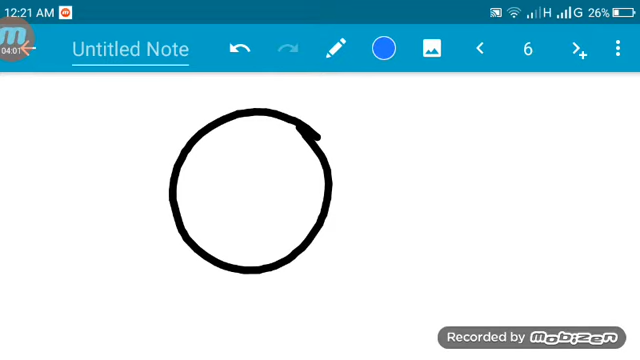 12:21 AM H G 26%
m
04:01
Untitled Note 6
Recorded by mobizen